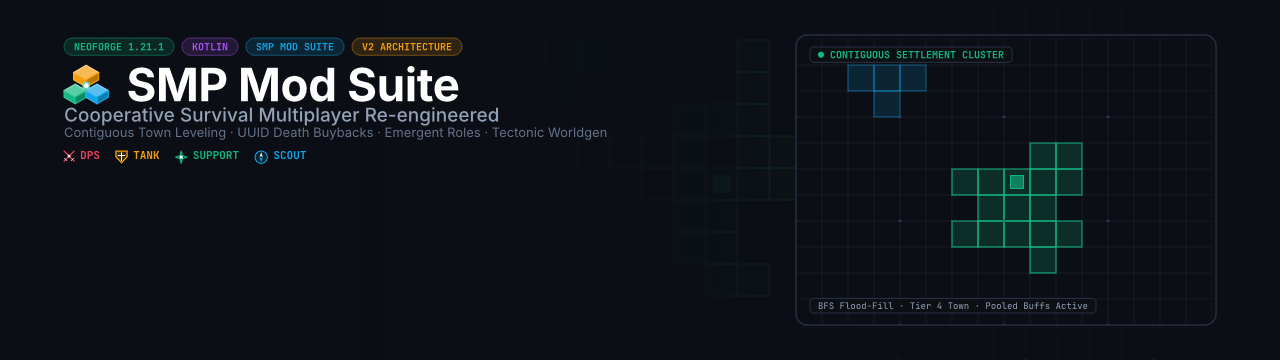 NEOFORGE 1.21.1 KOTLIN SMP MOD SUITE V2 ARCHITECTURE
SMP Mod Suite
Cooperative Survival Multiplayer Re-engineered
Contiguous Town Leveling · UUID Death Buybacks · Emergent Roles · Tectonic Worldgen
DPS TANK SUPPORT SCOUT
CONTIGUOUS SETTLEMENT CLUSTER
BFS Flood-Fill · Tier 4 Town · Pooled Buffs Active